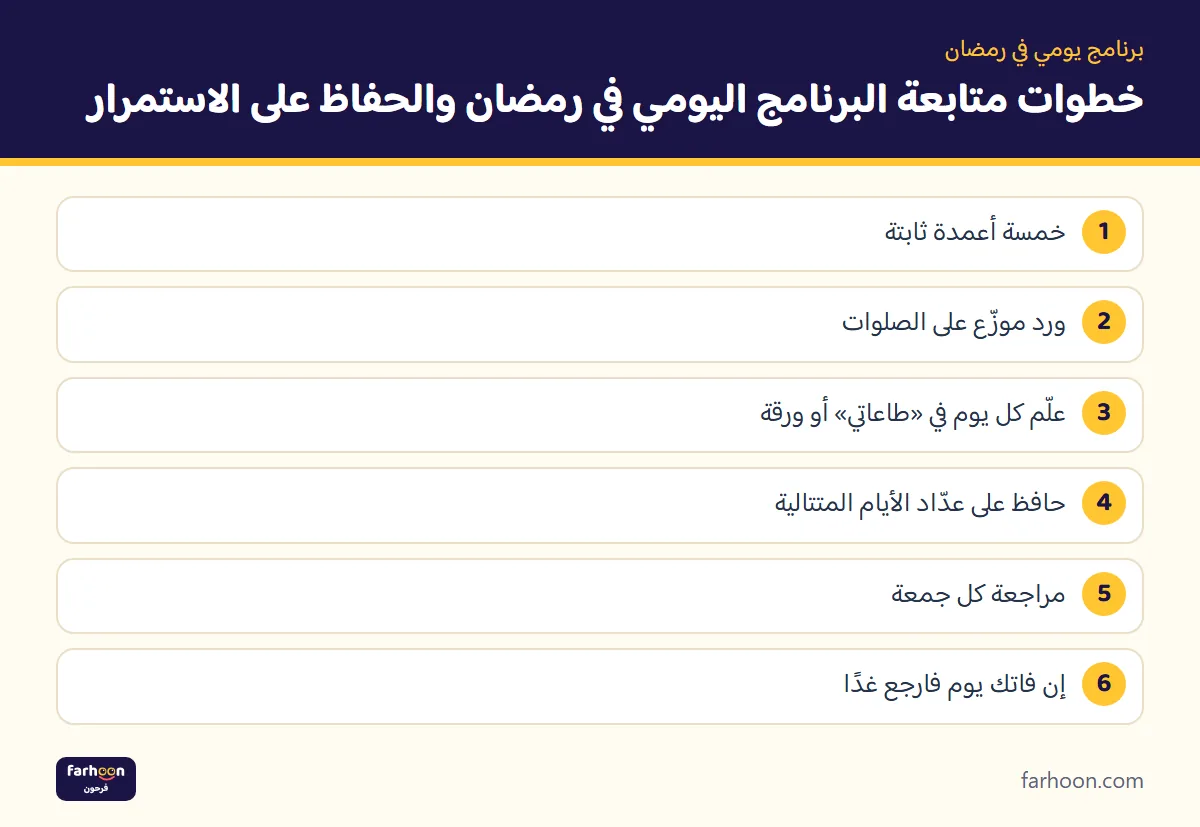 برنامج يومي في رمضان
خطوات متابعة البرنامج اليومي في رمضان والحفاظ على الاستمرار
1 خمسة أعمدة ثابتة
2 ورد موزّع على الصلوات
3 علّم كل يوم في «طاعاتي» أو ورقة
4 حافظ على عدّاد الأيام المتتالية
5 مراجعة كل جمعة
6 إن فاتك يوم فارجع غدًا
farhoon.com
farhoon
فرحون